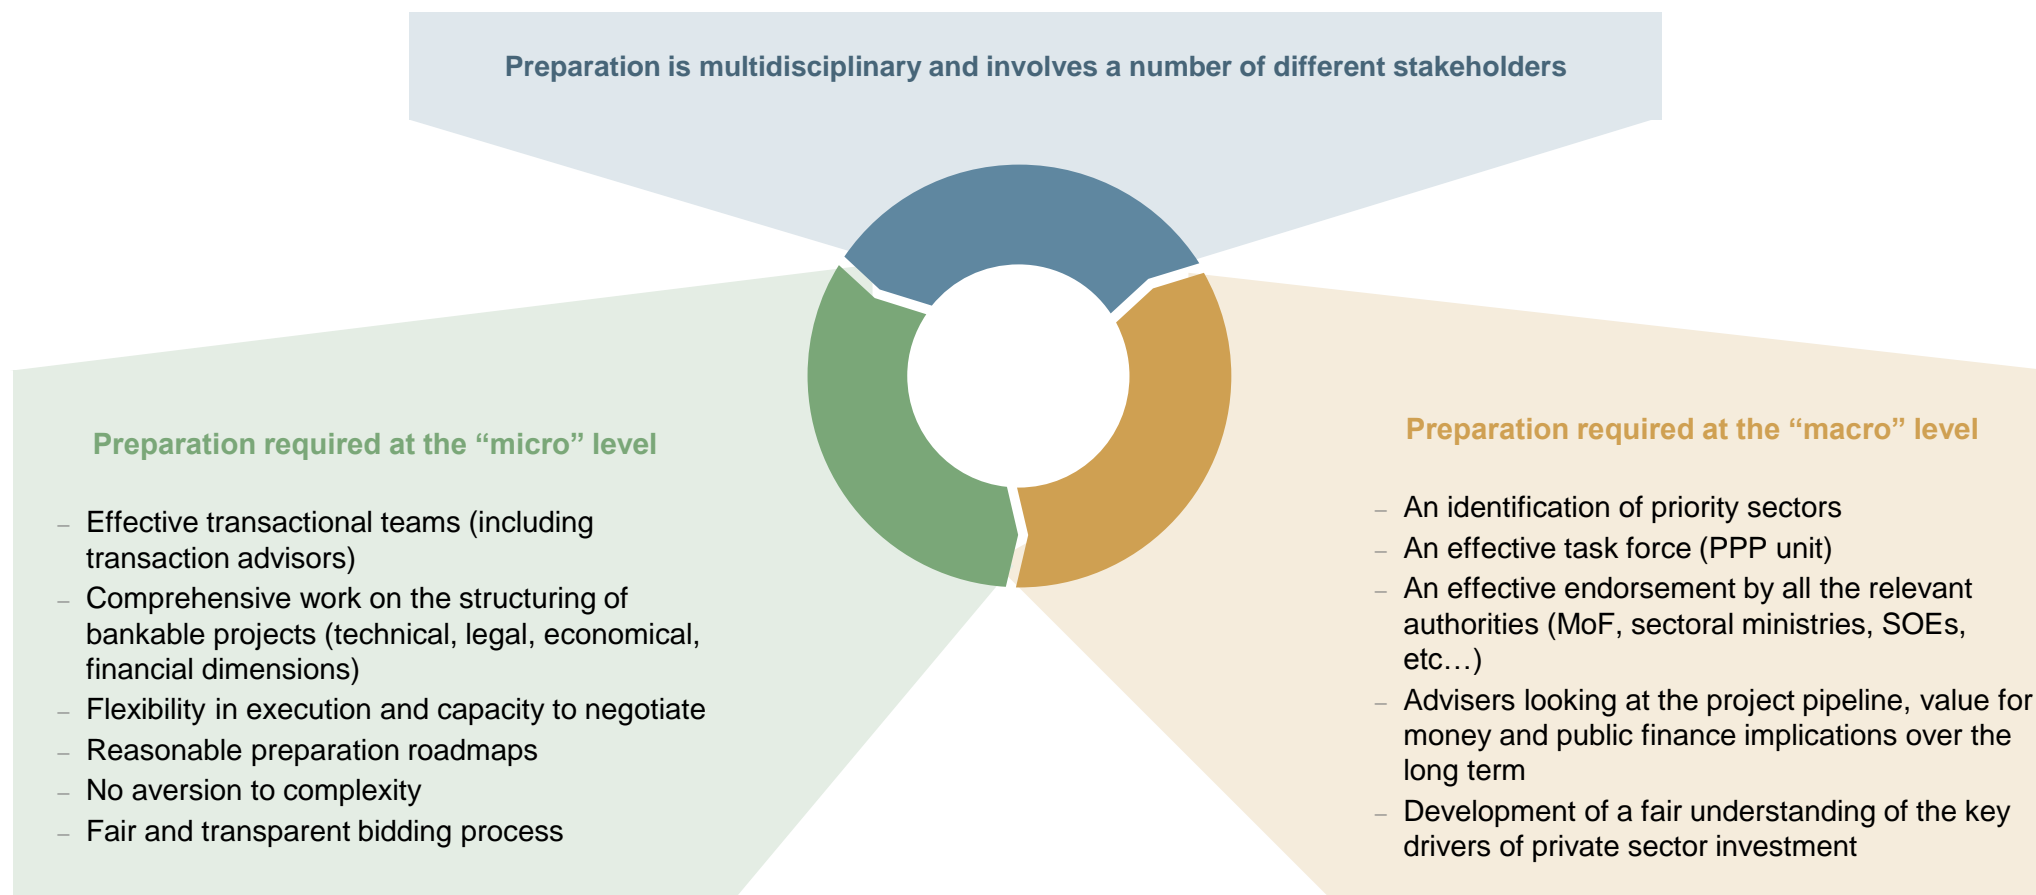 Preparation is multidisciplinary and involves a number of different stakeholders
Preparation required at the “micro” level
– Effective transactional teams (including
transaction advisors)
– Comprehensive work on the structuring of
bankable projects (technical, legal, economical,
financial dimensions)
– Flexibility in execution and capacity to negotiate
– Reasonable preparation roadmaps
– No aversion to complexity
– Fair and transparent bidding process
Preparation required at the “macro” level
– An identification of priority sectors
– An effective task force (PPP unit)
– An effective endorsement by all the relevant
authorities (MoF, sectoral ministries, SOEs,
etc…)
– Advisers looking at the project pipeline, value for
money and public finance implications over the
long term
– Development of a fair understanding of the key
drivers of private sector investment